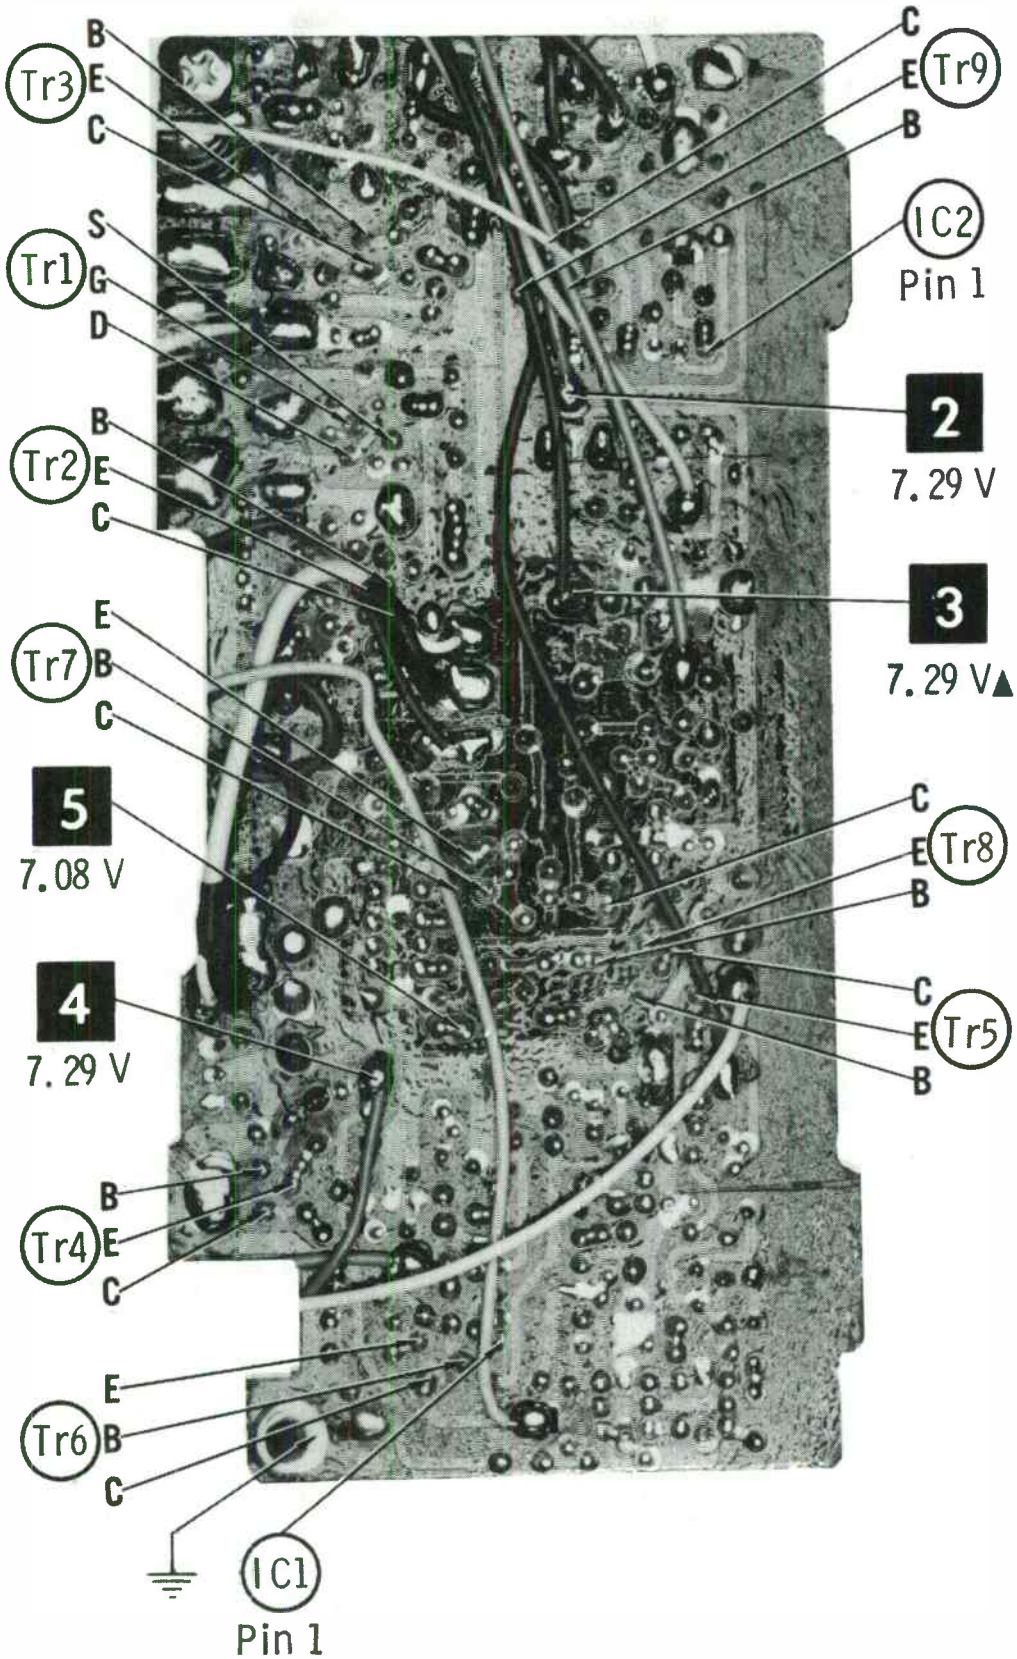 B
Tr3 E
C
S
Tr1 G
D
B
Tr2 E
C
E
Tr7 B
C
5
7.08 V
4
7.29 V
B
Tr4 E
C
E
Tr6 B
C
IC1
Pin 1
C
E Tr9
B
IC2
Pin 1
2
7.29 V
3
7.29 V▲
C
E Tr8
B
C
E Tr5
B